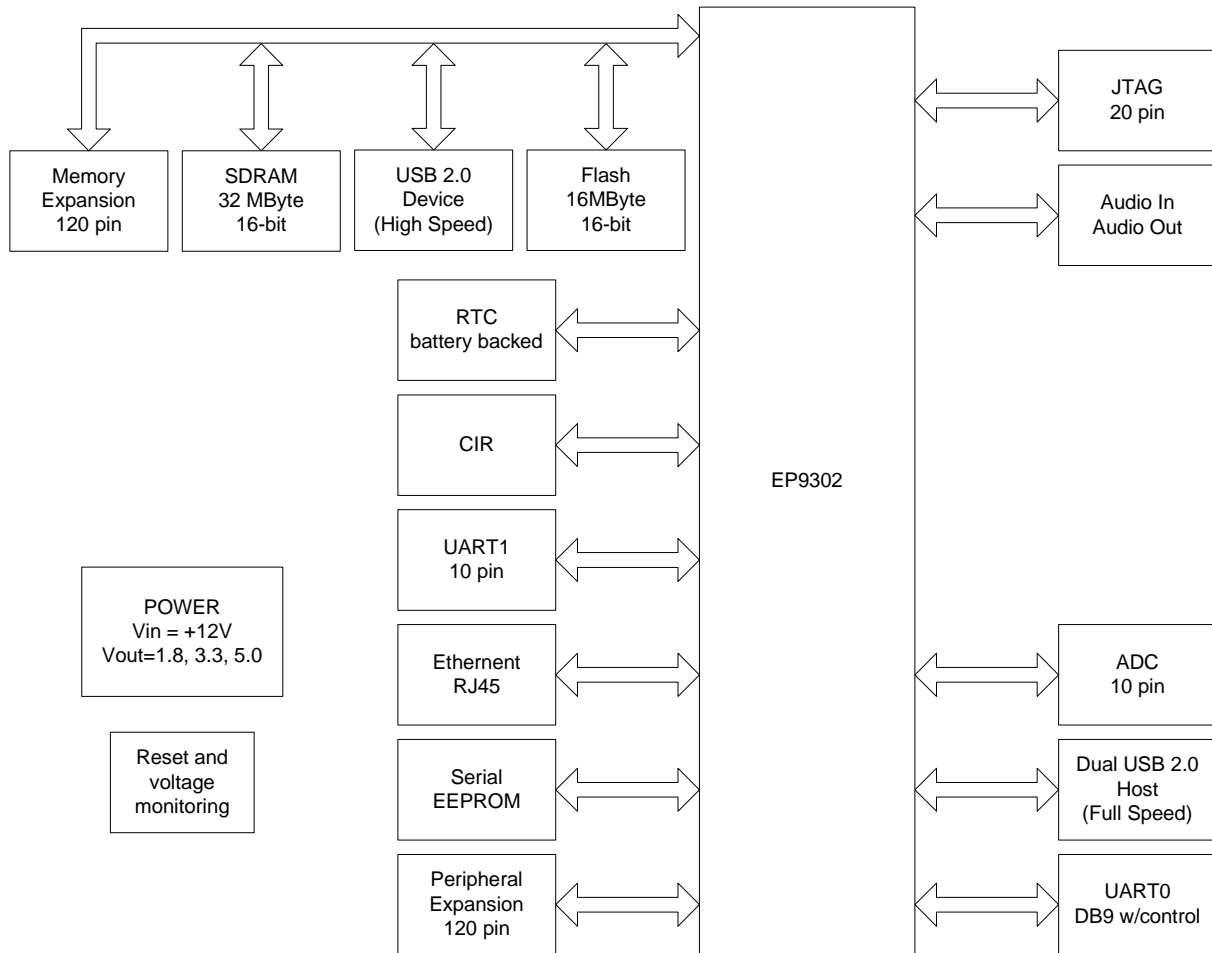 Memory
Expansion
120 pin
SDRAM
32 MByte
16-bit
USB 2.0
Device
(High Speed)
Flash
16MByte
16-bit
JTAG
20 pin
Audio In
Audio Out
RTC
battery backed
CIR
EP9302
UART1
10 pin
POWER
Vin = +12V
Vout=1.8, 3.3, 5.0
Ethernent
RJ45
ADC
10 pin
Reset and
voltage
monitoring
Serial
EEPROM
Dual USB 2.0
Host
(Full Speed)
Peripheral
Expansion
120 pin
UART0
DB9 w/control